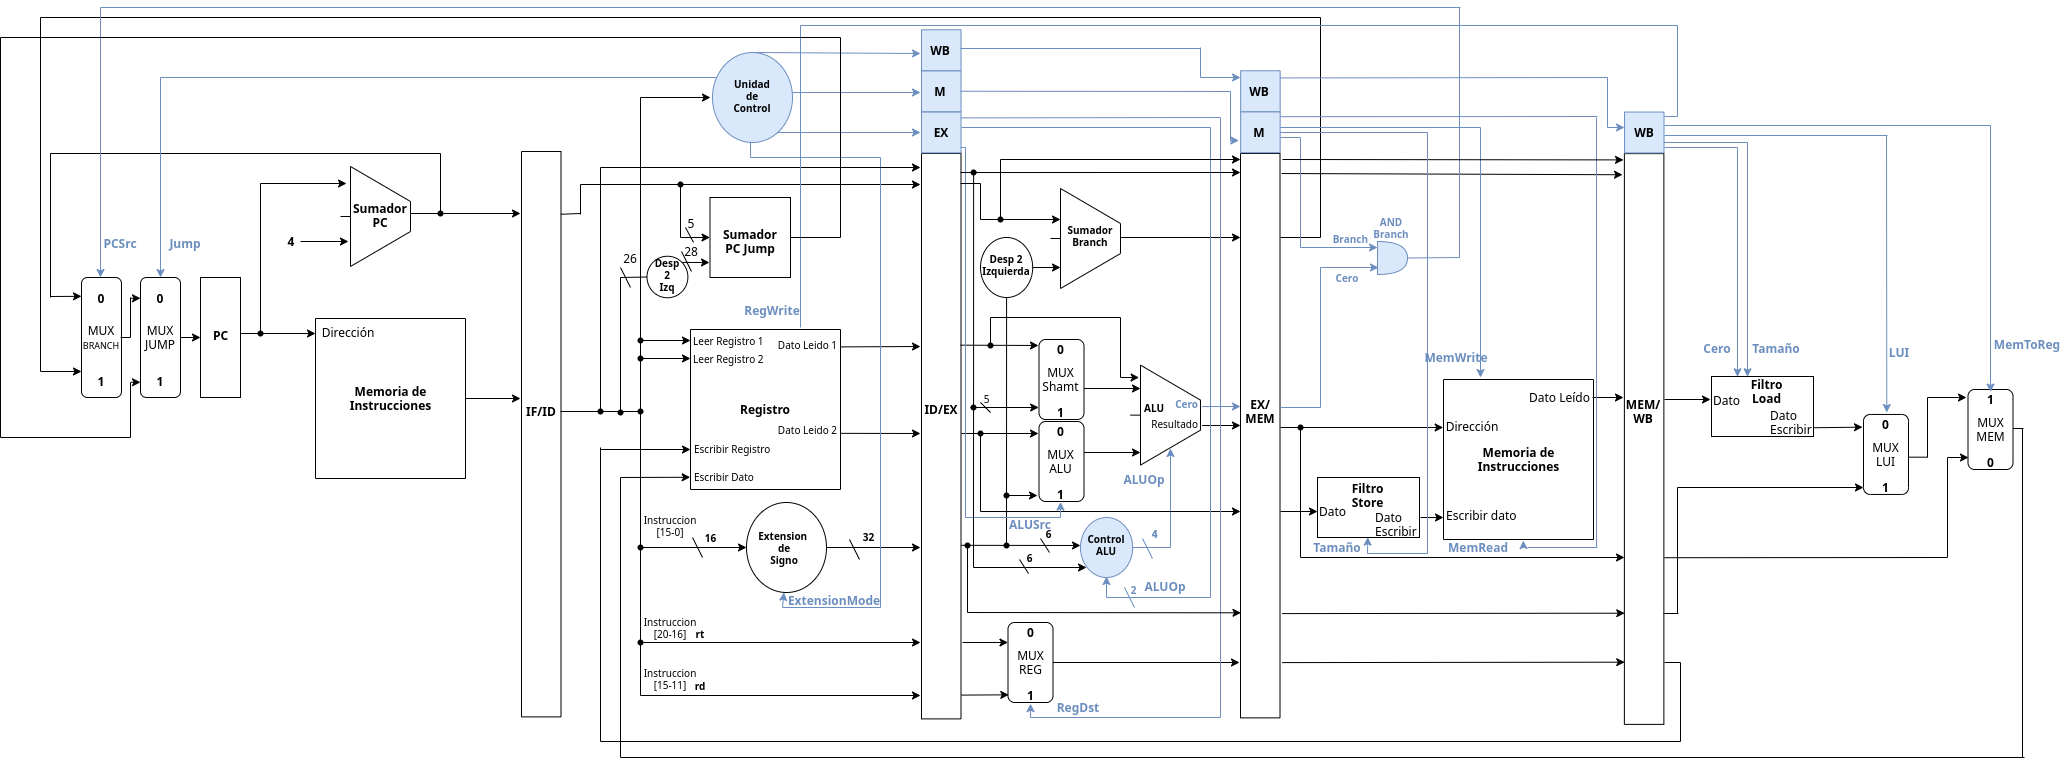 PCSrc
Jump
0
MUX
BRANCH
1
0
MUX
JUMP
1
PC
4
Sumador
PC
Dirección
Memoria de
Instrucciones
IF/ID
Unidad
de
Control
5
26
28
Desp
2
Izq
Sumador
PC Jump
RegWrite
Leer Registro 1
Leer Registro 2
Dato Leido 1
Registro
Dato Leido 2
Escribir Registro
Escribir Dato
Instruccion
[15-0]
16
Extension
de
Signo
32
ExtensionMode
Instruccion
[20-16] rt
Instruccion
[15-11] rd
WB
M
EX
ID/EX
Sumador
Branch
Desp 2
Izquierda
0
MUX
Shamt
1
5
0
MUX
ALU
1
ALUSrc
ALU
Cero
Resultado
ALUOp
6
6
Control
ALU
4
2
ALUOp
0
MUX
REG
1
RegDst
WB
M
EX/
MEM
AND
Branch
Branch
Cero
MemWrite
Dato Leído
Dirección
Memoria de
Instrucciones
Escribir dato
MemRead
Filtro
Store
Dato
Dato
Escribir
Tamaño
WB
MEM/
WB
Cero
Tamaño
Filtro
Load
Dato
Dato
Escribir
LUI
0
MUX
LUI
1
MemToReg
1
MUX
MEM
0